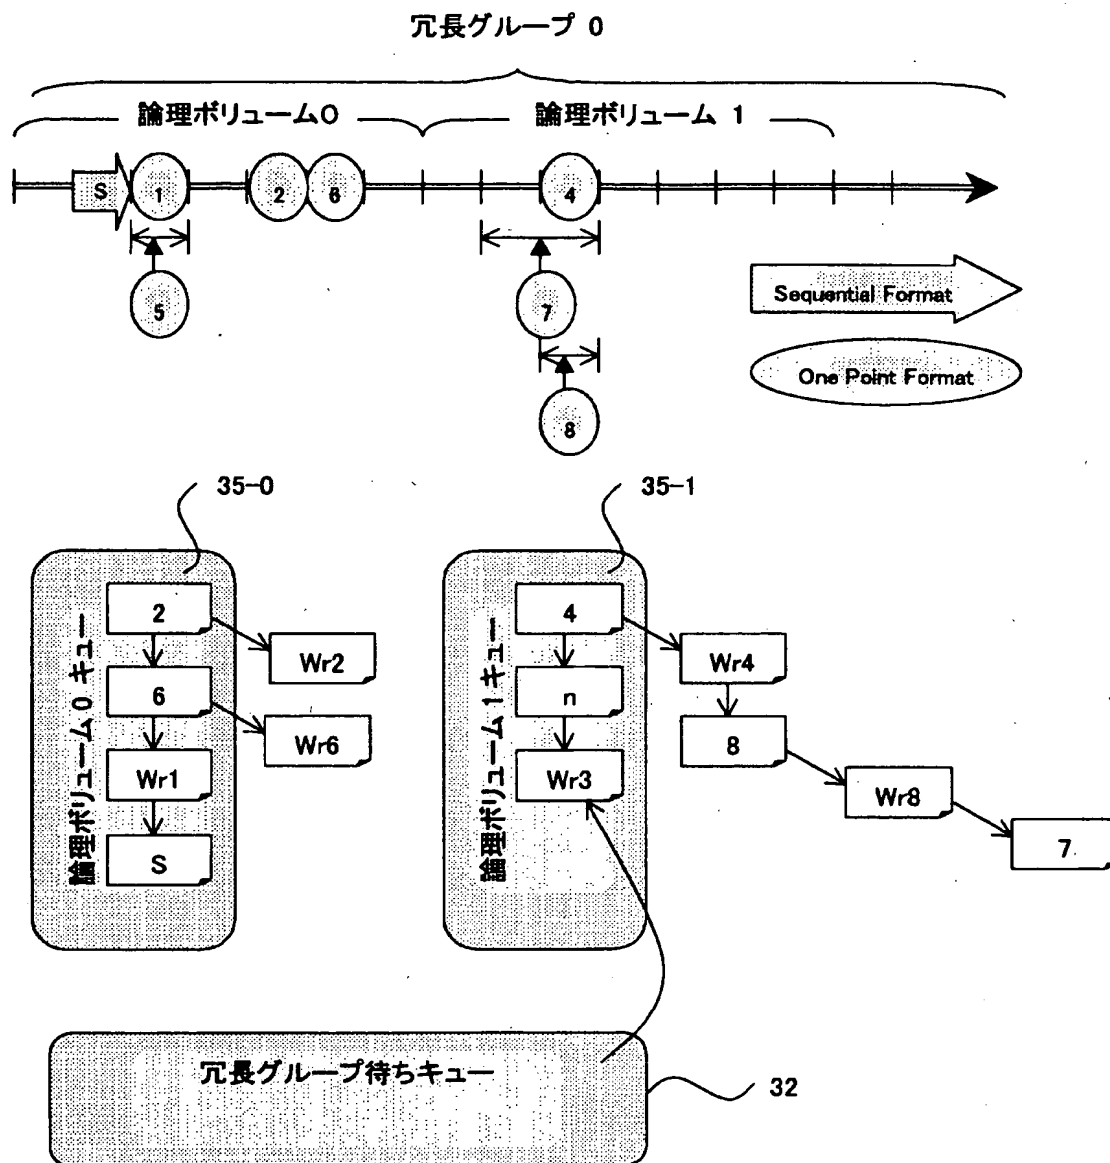 冗長グループ 0
論理ボリューム0
論理ボリューム 1
S
1
2
6
4
5
7
8
Sequential Format
One Point Format
35-0
35-1
論理ボリューム 0 キュー
2
Wr2
6
Wr6
Wr1
S
論理ボリューム 1 キュー
4
Wr4
n
8
Wr3
Wr8
7
冗長グループ待ちキュー
32